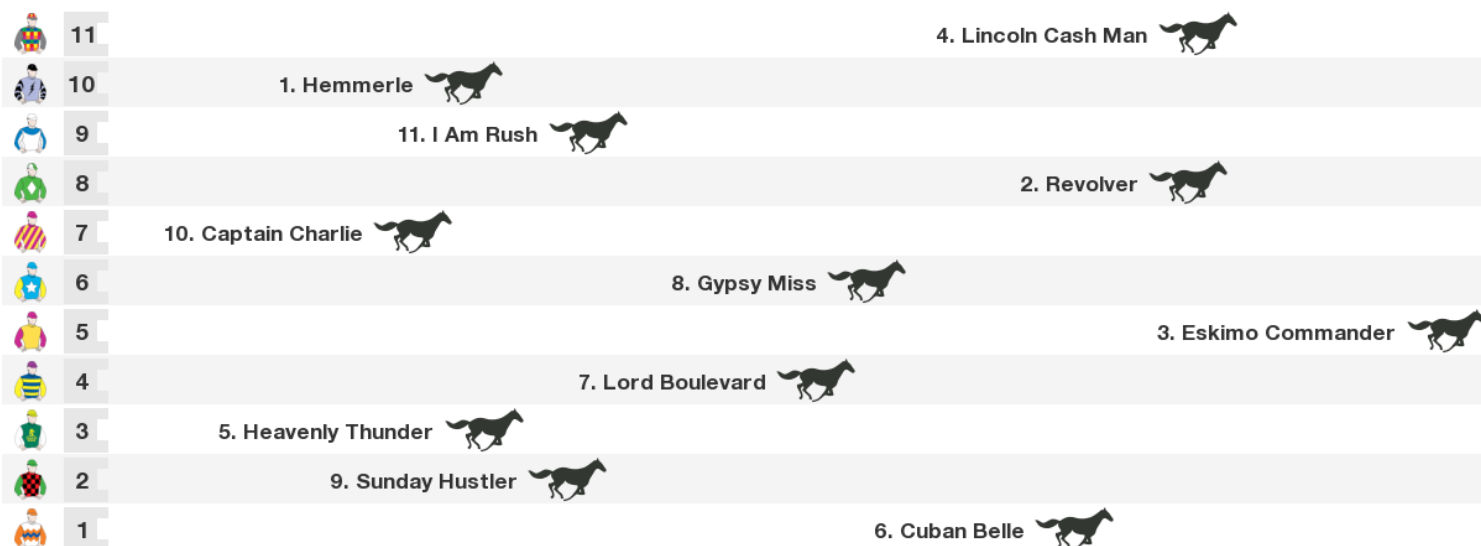 11 4. Lincoln Cash Man
10 1. Hemmerle
9 11. I Am Rush
8 2. Revolver
7 10. Captain Charlie
6 8. Gypsy Miss
5 3. Eskimo Commander
4 7. Lord Boulevard
3 5. Heavenly Thunder
2 9. Sunday Hustler
1 6. Cuban Belle